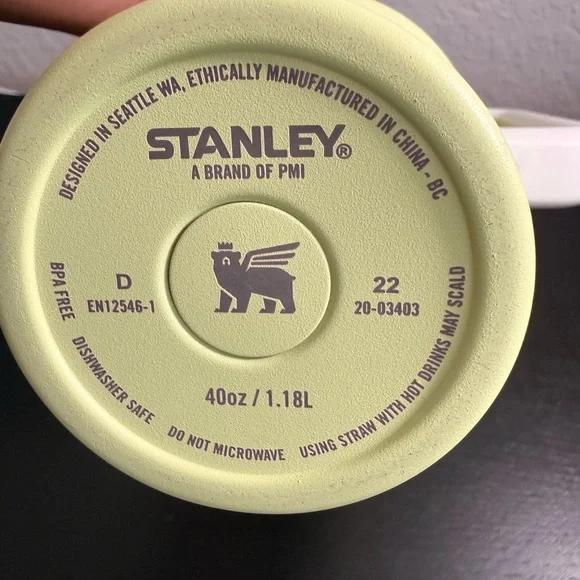 DESIGNED IN SEATTLE WA, ETHICALLY MANUFACTURED IN CHINA - BC
STANLEY®
A BRAND OF PMI
D
EN12546-1
22
20-03403
40oz / 1.18L
BPA FREE DISHWASHER SAFE DO NOT MICROWAVE USING STRAW WITH HOT DRINKS MAY SCALD